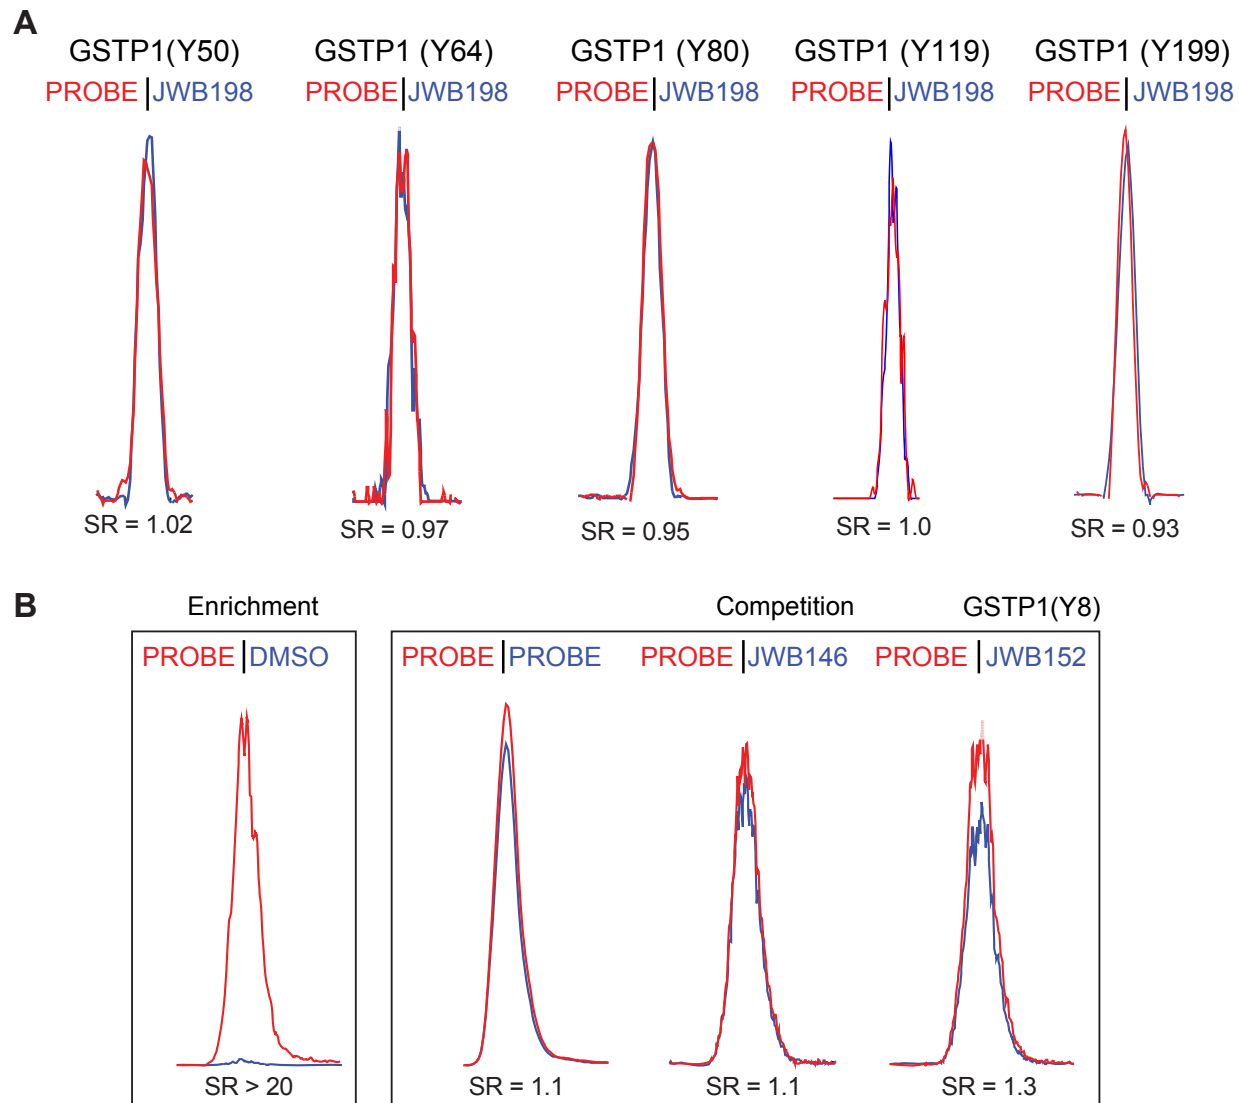 A
GSTP1(Y50) GSTP1 (Y64) GSTP1 (Y80) GSTP1 (Y119) GSTP1 (Y199)
PROBE|JWB198 PROBE|JWB198 PROBE|JWB198 PROBE|JWB198 PROBE|JWB198
SR = 1.02 SR = 0.97 SR = 0.95 SR = 1.0 SR = 0.93
B
Enrichment Competition GSTP1(Y8)
PROBE|DMSO PROBE|PROBE PROBE|JWB146 PROBE|JWB152
SR > 20 SR = 1.1 SR = 1.1 SR = 1.3